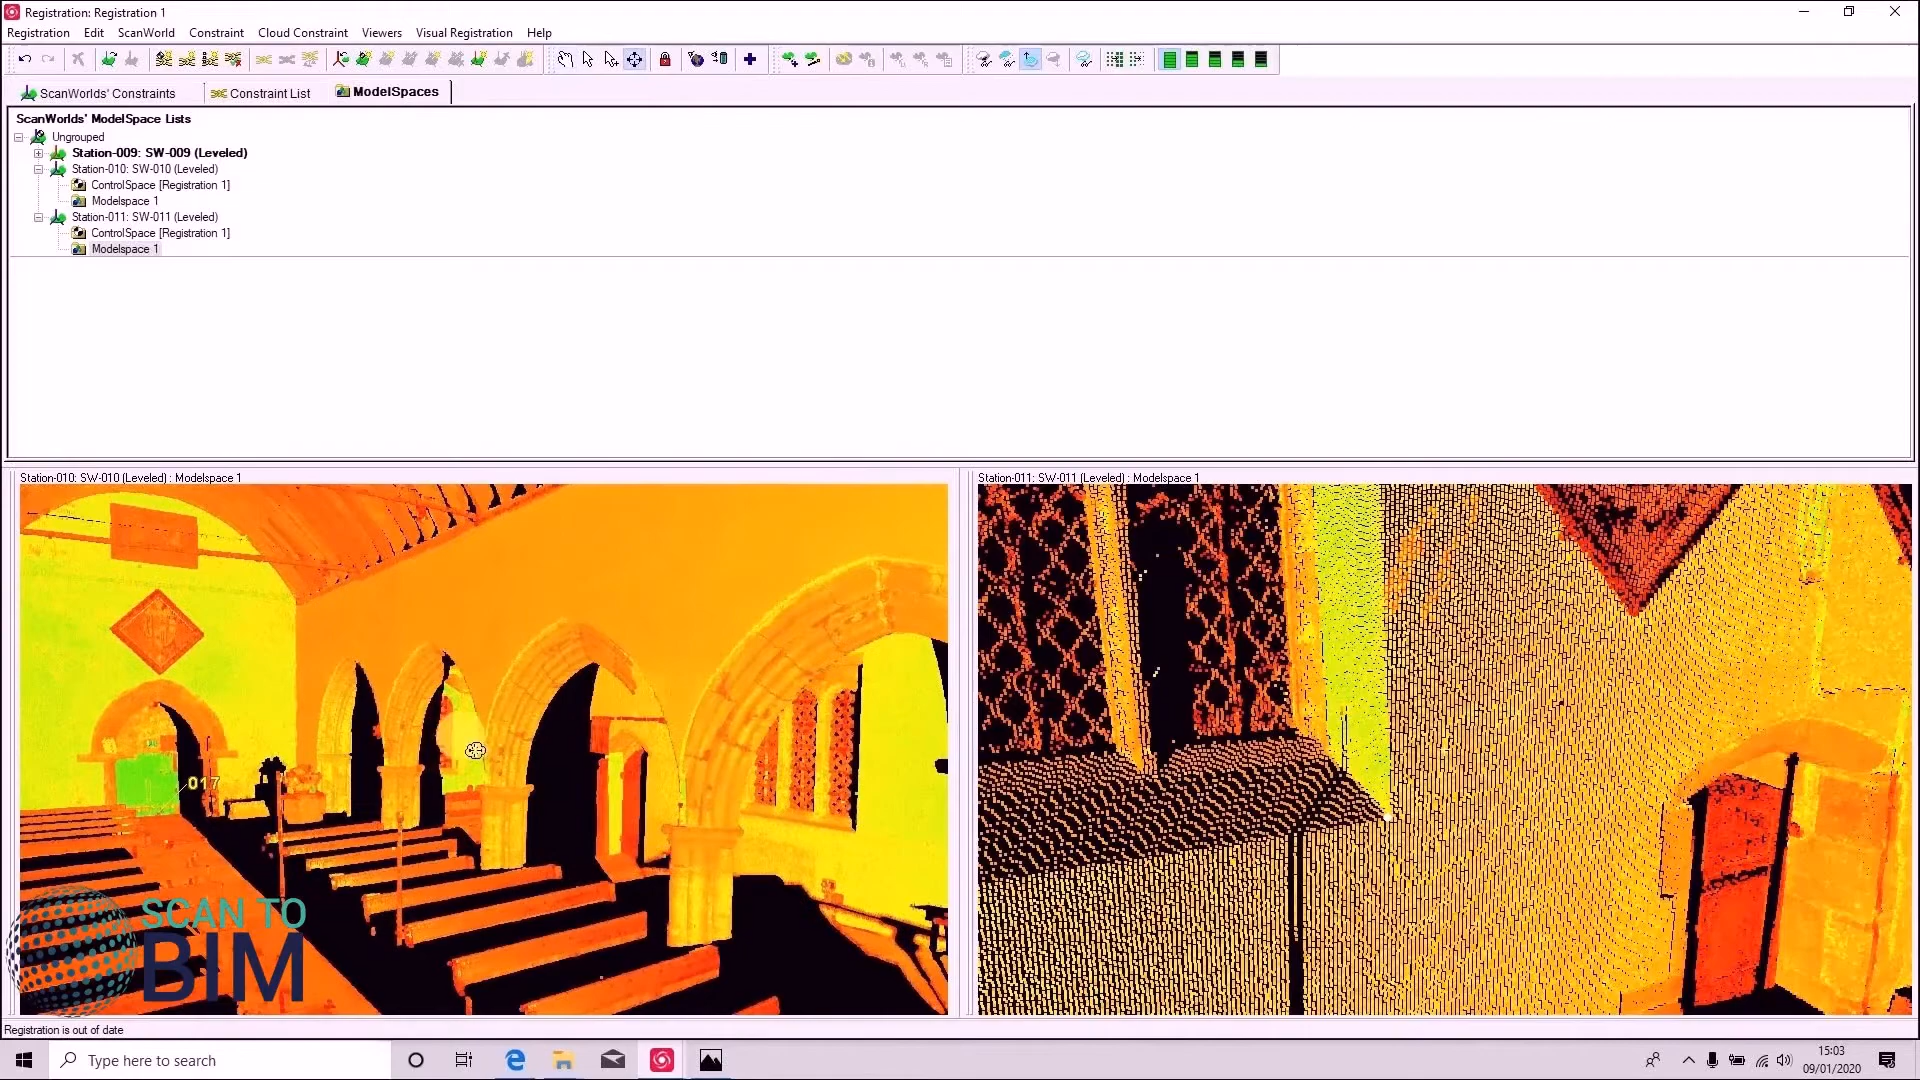 Registration: Registration 1
Registration Edit ScanWorld Constraint Cloud Constraint Viewers Visual Registration Help
ScanWorlds' Constraints Constraint List ModelSpaces
ScanWorlds' ModelSpace Lists
Ungrouped
Station-009: SW-009 (Leveled)
Station-010: SW-010 (Leveled)
ControlSpace [Registration 1]
Modelspace 1
Station-011: SW-011 (Leveled)
ControlSpace [Registration 1]
Modelspace 1
Station-010: SW-010 (Leveled) : Modelspace 1
Station-011: SW-011 (Leveled) : Modelspace 1
017
SCAN TO
BIM
Registration is out of date
Type here to search
15:03
09/01/2020